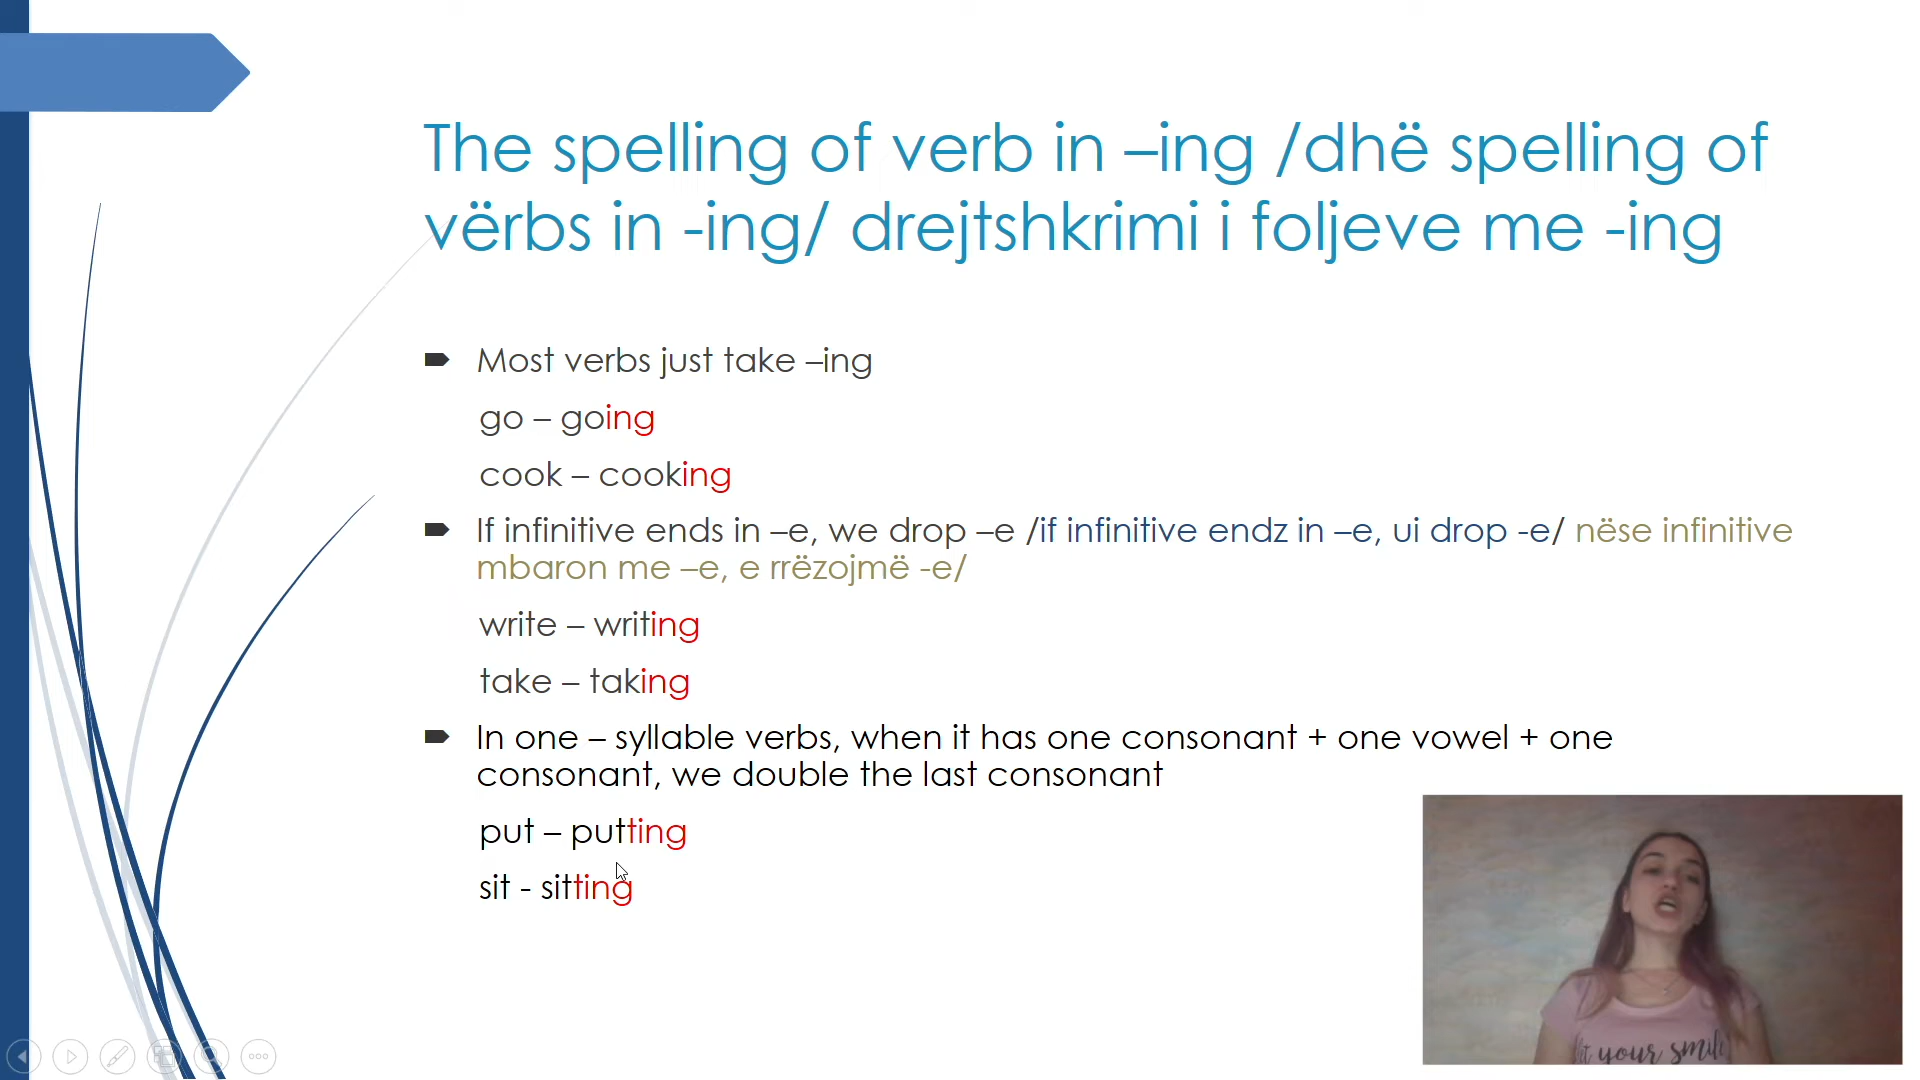 The spelling of verb in –ing /dhë spelling of
vërbs in -ing/ drejtshkrimi i foljeve me -ing
Most verbs just take –ing
go – going
cook – cooking
If infinitive ends in –e, we drop –e /if infinitive endz in –e, ui drop -e/ nëse infinitive
mbaron me –e, e rrëzojmë -e/
write – writing
take – taking
In one – syllable verbs, when it has one consonant + one vowel + one
consonant, we double the last consonant
put – putting
sit - sitting
your smile